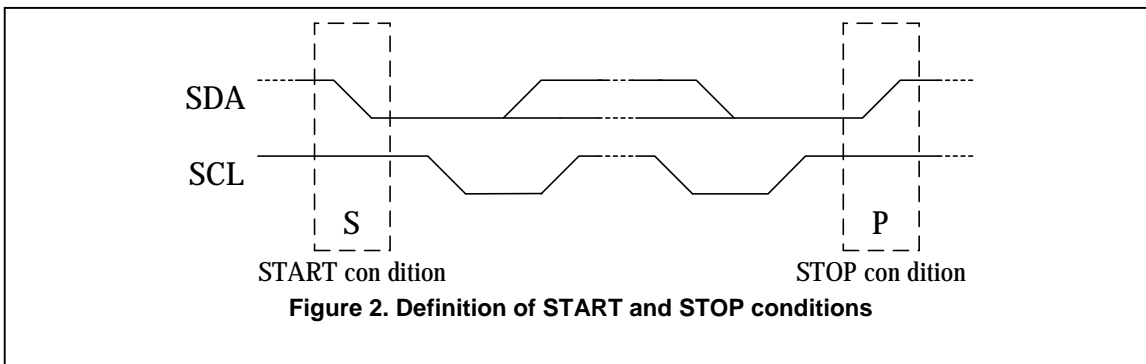 SDA
SCL
S
P
START con dition
STOP con dition
Figure 2. Definition of START and STOP conditions